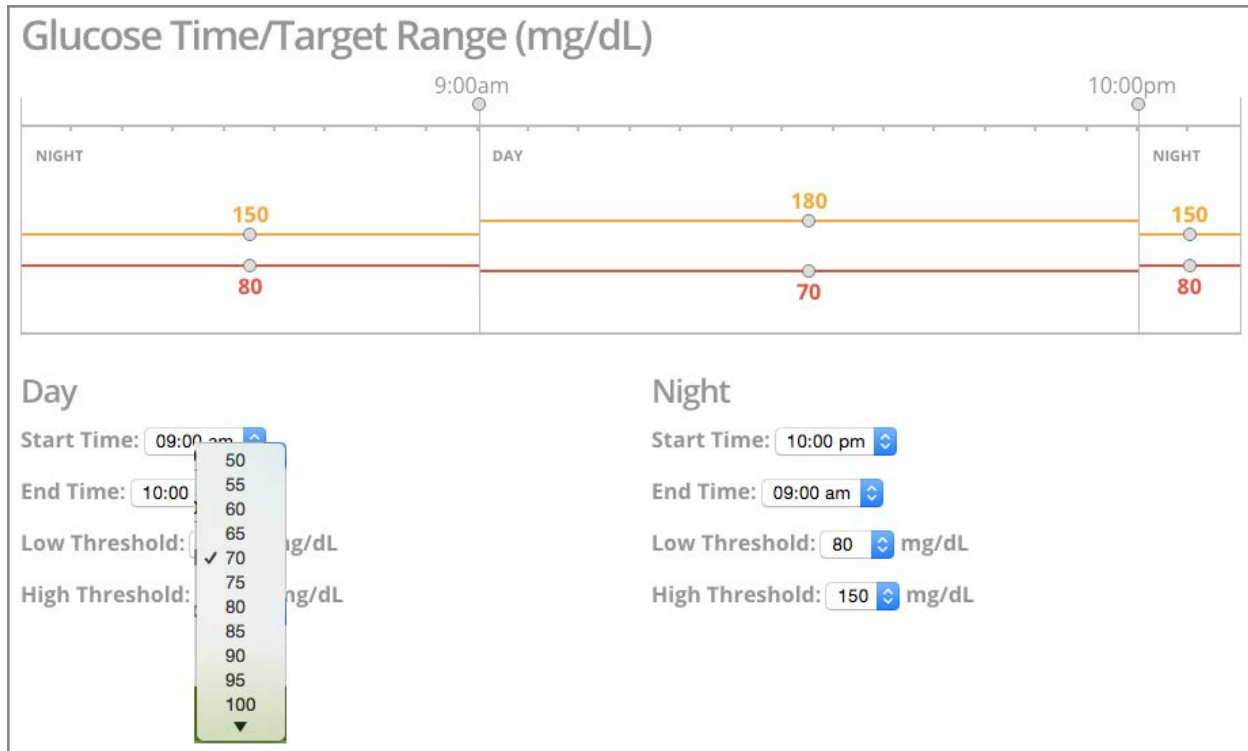 Glucose Time/Target Range (mg/dL)
9:00am 10:00pm
NIGHT DAY NIGHT
150 180 150
80 70 80
Day
Start Time: 09:00 am
End Time: 10:00
Low Threshold: mg/dL
High Threshold: mg/dL
50
55
60
65
✓ 70
75
80
85
90
95
100
▼
Night
Start Time: 10:00 pm
End Time: 09:00 am
Low Threshold: 80 mg/dL
High Threshold: 150 mg/dL